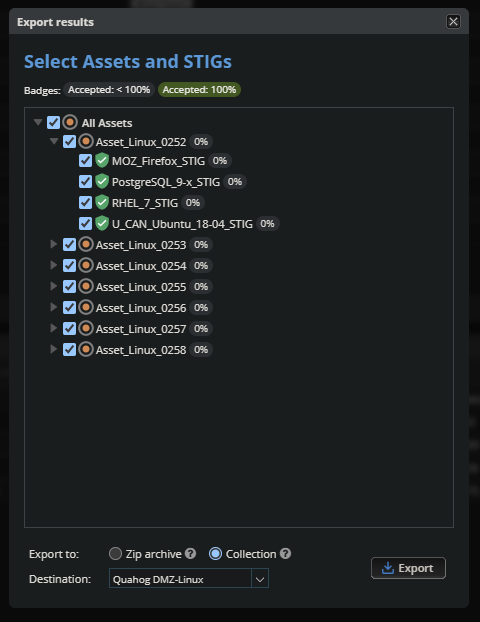 Export results
Select Assets and STIGs
Badges: Accepted: < 100% Accepted: 100%
All Assets
Asset_Linux_0252 0%
MOZ_Firefox_STIG 0%
PostgreSQL_9-x_STIG 0%
RHEL_7_STIG 0%
U_CAN_Ubuntu_18-04_STIG 0%
Asset_Linux_0253 0%
Asset_Linux_0254 0%
Asset_Linux_0255 0%
Asset_Linux_0256 0%
Asset_Linux_0257 0%
Asset_Linux_0258 0%
Export to: Zip archive ? Collection ?
Destination: Quahog DMZ-Linux
Export